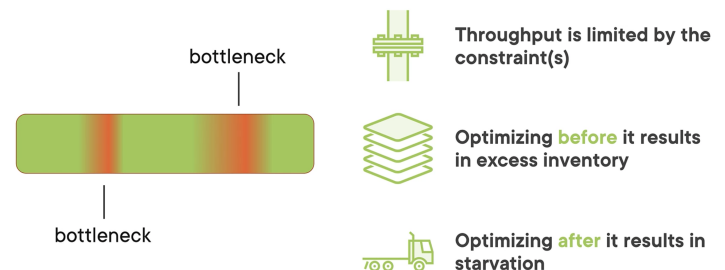 bottleneck
bottleneck
Throughput is limited by the
constraint(s)
Optimizing before it results
in excess inventory
Optimizing after it results in
starvation